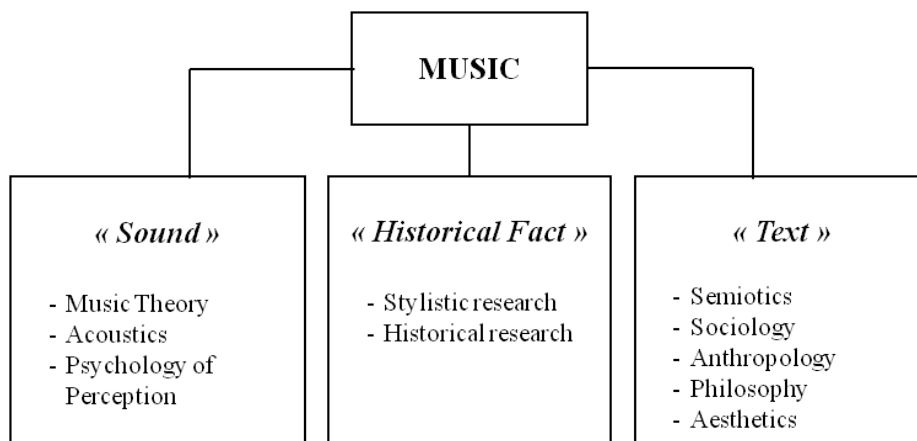 MUSIC
« Sound »
- Music Theory
- Acoustics
- Psychology of
Perception
« Historical Fact »
- Stylistic research
- Historical research
« Text »
- Semiotics
- Sociology
- Anthropology
- Philosophy
- Aesthetics